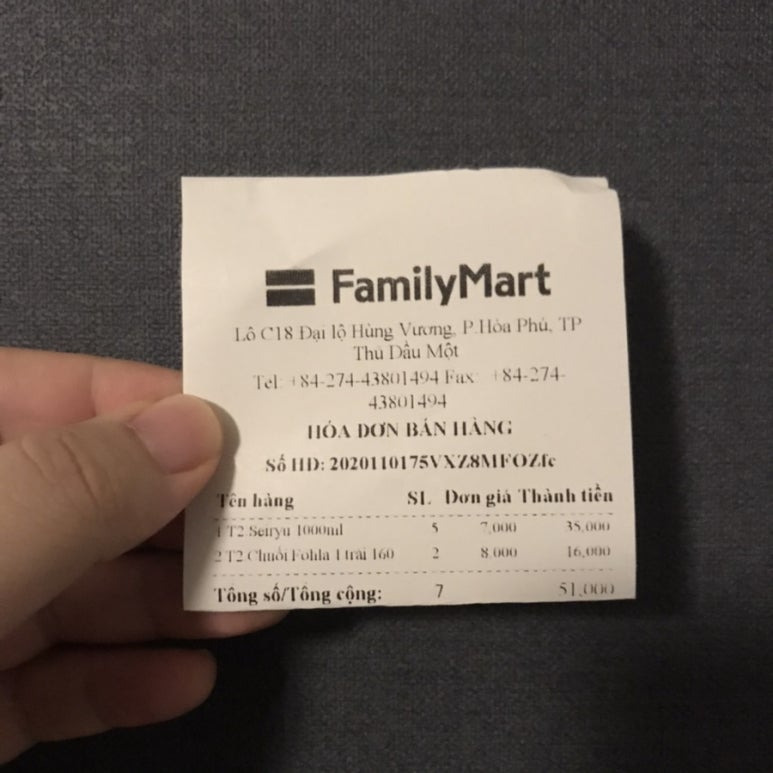 FamilyMart
Lô C18 Đại lộ Hùng Vương, P.Hòa Phú, TP
Thủ Dầu Một
Tel: +84-274-43801494 Fax: +84-274-
43801494
HÓA ĐƠN BÁN HÀNG
Số HD: 2020110175VXZ8MFOZfc
Tên hàng SL Đơn giá Thành tiền
1 T2 Seiryu 1000ml 5 7,000 35,000
2 T2 Chuối Fohla 1 trái 160 2 8,000 16,000
Tổng số/Tổng cộng: 7 51,000